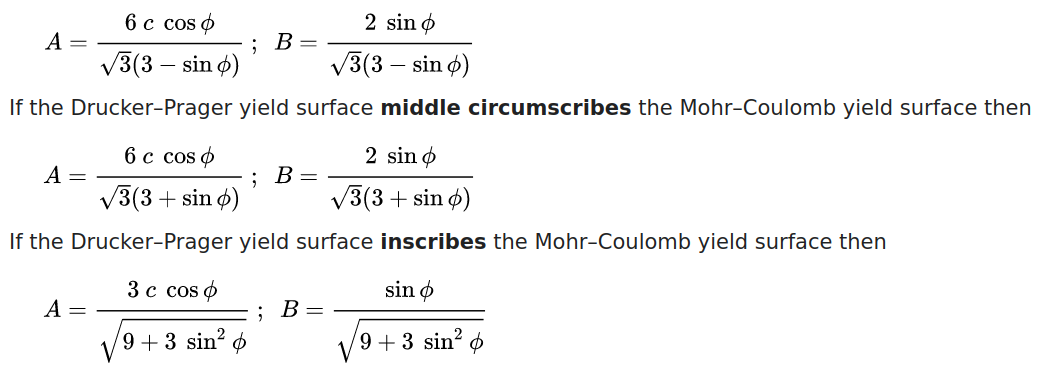 A = \frac{6 c \cos\phi}{\sqrt{3}(3 - \sin\phi)} ; B = \frac{2 \sin\phi}{\sqrt{3}(3 - \sin\phi)}
If the Drucker–Prager yield surface middle circumscribes the Mohr–Coulomb yield surface then
A = \frac{6 c \cos\phi}{\sqrt{3}(3 + \sin\phi)} ; B = \frac{2 \sin\phi}{\sqrt{3}(3 + \sin\phi)}
If the Drucker–Prager yield surface inscribes the Mohr–Coulomb yield surface then
A = \frac{3 c \cos\phi}{\sqrt{9 + 3 \sin^2\phi}} ; B = \frac{\sin\phi}{\sqrt{9 + 3 \sin^2\phi}}